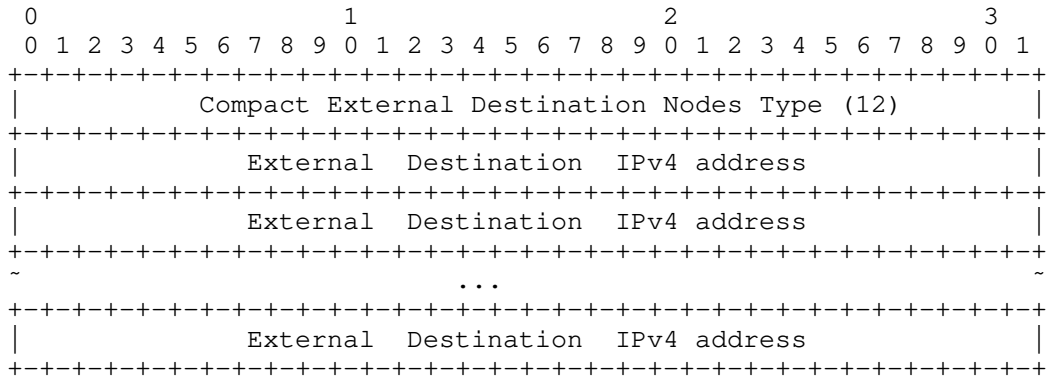 0                   1                   2                   3
 0 1 2 3 4 5 6 7 8 9 0 1 2 3 4 5 6 7 8 9 0 1 2 3 4 5 6 7 8 9 0 1
+-+-+-+-+-+-+-+-+-+-+-+-+-+-+-+-+-+-+-+-+-+-+-+-+-+-+-+-+-+-+-+-+
|          Compact External Destination Nodes Type (12)         |
+-+-+-+-+-+-+-+-+-+-+-+-+-+-+-+-+-+-+-+-+-+-+-+-+-+-+-+-+-+-+-+-+
|             External  Destination  IPv4 address               |
+-+-+-+-+-+-+-+-+-+-+-+-+-+-+-+-+-+-+-+-+-+-+-+-+-+-+-+-+-+-+-+-+
|             External  Destination  IPv4 address               |
+-+-+-+-+-+-+-+-+-+-+-+-+-+-+-+-+-+-+-+-+-+-+-+-+-+-+-+-+-+-+-+-+
~                           ...                                 ~
+-+-+-+-+-+-+-+-+-+-+-+-+-+-+-+-+-+-+-+-+-+-+-+-+-+-+-+-+-+-+-+-+
|             External  Destination  IPv4 address               |
+-+-+-+-+-+-+-+-+-+-+-+-+-+-+-+-+-+-+-+-+-+-+-+-+-+-+-+-+-+-+-+-+